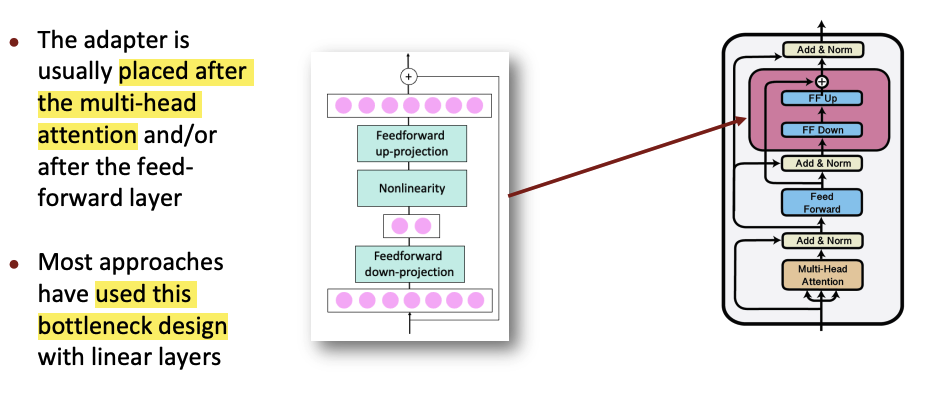 The adapter is
usually placed after
the multi-head
attention and/or
after the feed-
forward layer
Most approaches
have used this
bottleneck design
with linear layers
+
Feedforward
up-projection
Nonlinearity
Feedforward
down-projection
Add & Norm
+
FF Up
FF Down
Add & Norm
Feed
Forward
Add & Norm
Multi-Head
Attention